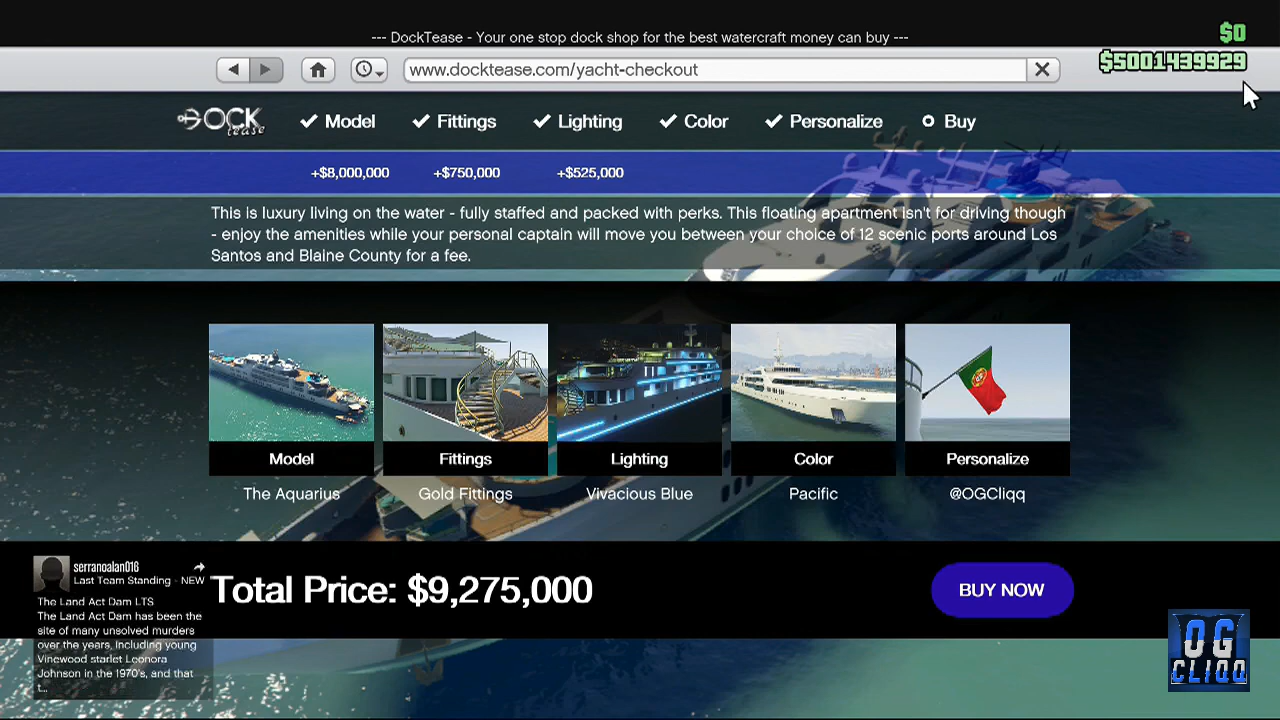 --- DockTease - Your one stop dock shop for the best watercraft money can buy ---
$0
$5001439929
www.docktease.com/yacht-checkout
DOCK
tease
Model
Fittings
Lighting
Color
Personalize
Buy
+$8,000,000
+$750,000
+$525,000
This is luxury living on the water - fully staffed and packed with perks. This floating apartment isn't for driving though
- enjoy the amenities while your personal captain will move you between your choice of 12 scenic ports around Los
Santos and Blaine County for a fee.
Model
Fittings
Lighting
Color
Personalize
The Aquarius
Gold Fittings
Vivacious Blue
Pacific
@OGCliqq
serranoalan016
Last Team Standing - NEW
The Land Act Dam LTS
The Land Act Dam has been the
site of many unsolved murders
over the years, including young
Vinewood starlet Leonora
Johnson in the 1970's, and that
t...
Total Price: $9,275,000
BUY NOW
OG
CLIQQ